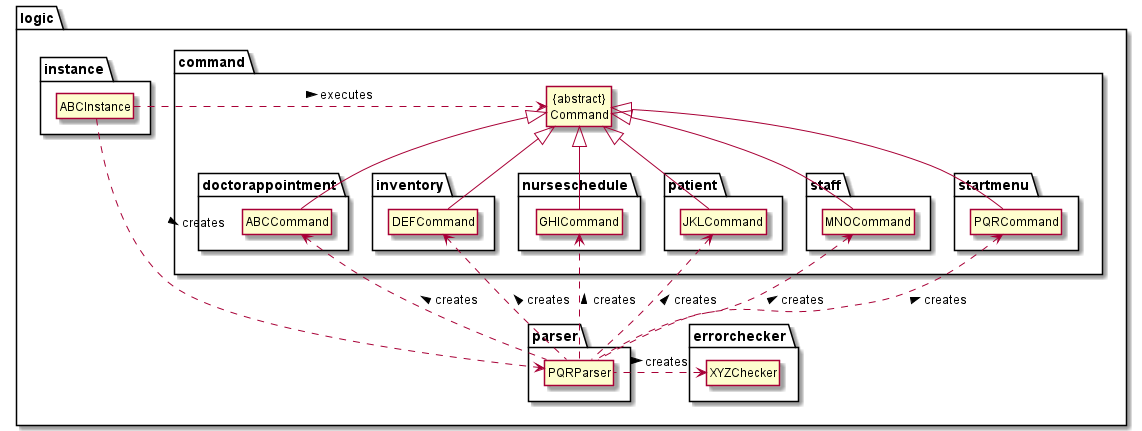 logic
instance
command
ABCInstance
► executes
{abstract}
Command
doctorappointment
inventory
nurseschedule
patient
staff
startmenu
ABCCommand
DEFCommand
GHICommand
JKLCommand
MNOCommand
PQRCommand
creates
creates
creates
creates
creates
creates
creates
parser
errorchecker
creates
PQRParser
XYZChecker